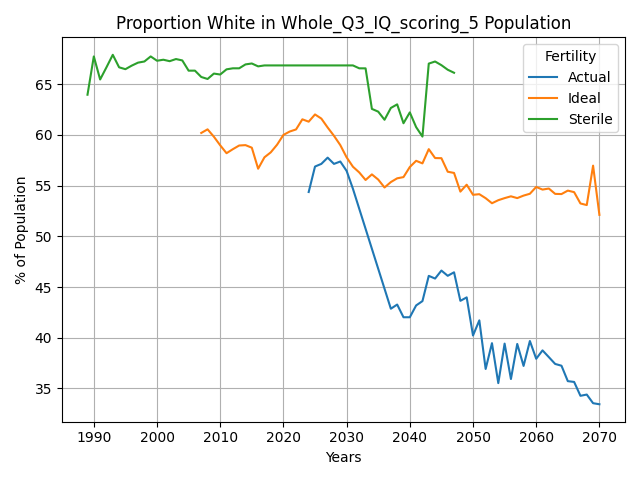 Proportion White in Whole_Q3_IQ_scoring_5 Population
Fertility
Actual
Ideal
Sterile
% of Population
65
60
55
50
45
40
35
1990 2000 2010 2020 2030 2040 2050 2060 2070
Years